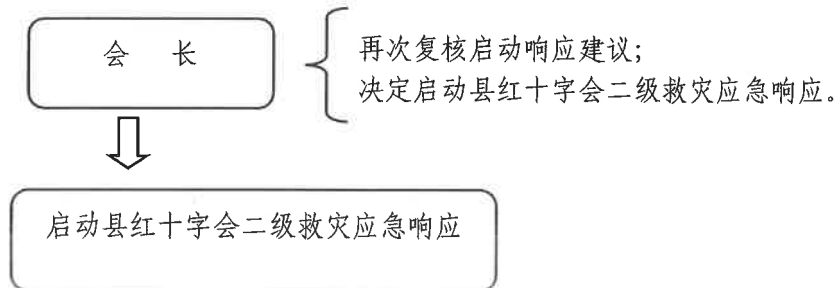 会 长
再次复核启动响应建议；
决定启动县红十字会二级救灾应急响应。
启动县红十字会二级救灾应急响应